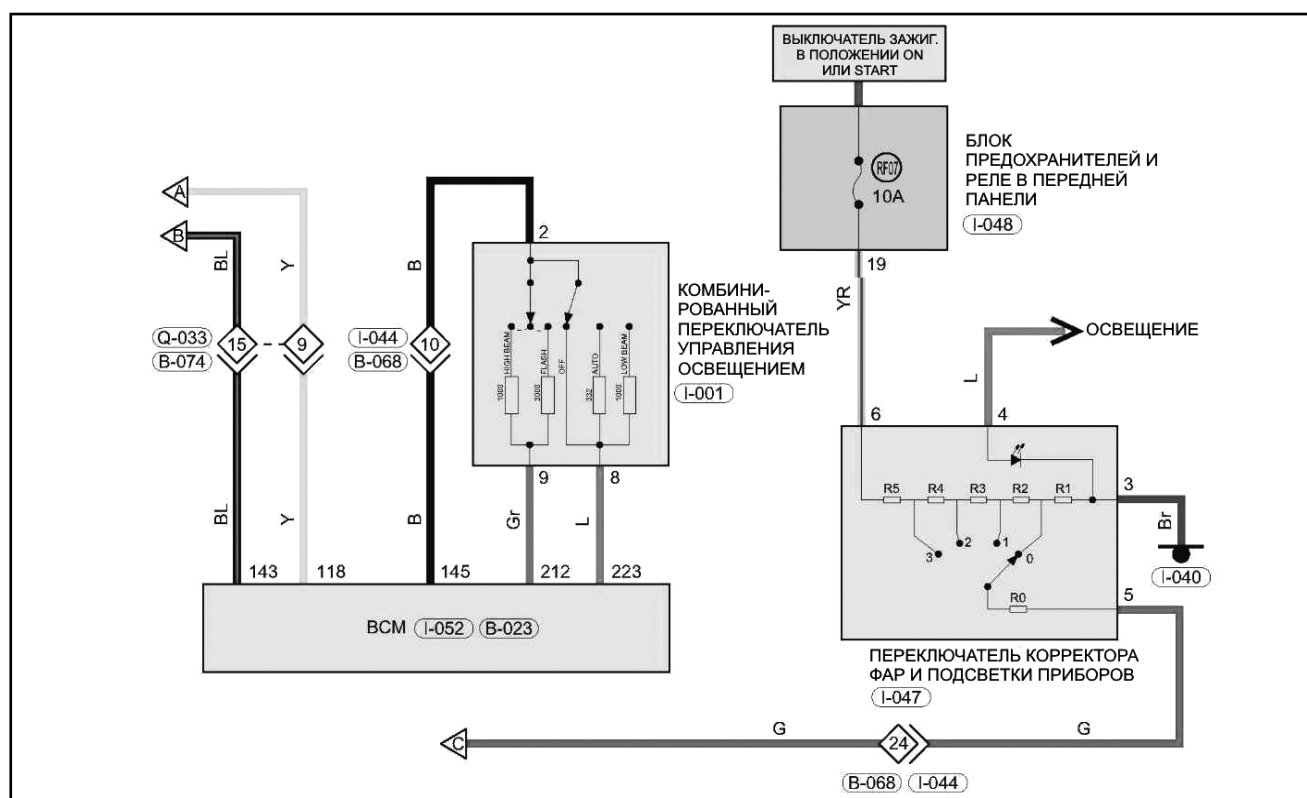 ВЫКЛЮЧАТЕЛЬ ЗАЖИГ.
В ПОЛОЖЕНИИ ON
ИЛИ START
RF07
10A
БЛОК
ПРЕДОХРАНИТЕЛЕЙ И
РЕЛЕ В ПЕРЕДНЕЙ
ПАНЕЛИ
I-048
19
YR
A
B
BL
Y
B
2
Q-033
B-074
15
9
I-044
B-068
10
HIGH BEAM
FLASH
OFF
AUTO
LOW BEAM
1000
3000
332
1000
КОМБИНИ-
РОВАННЫЙ
ПЕРЕКЛЮЧАТЕЛЬ
УПРАВЛЕНИЯ
ОСВЕЩЕНИЕМ
I-001
ОСВЕЩЕНИЕ
L
6
4
9
8
BL
Y
B
Gr
L
143
118
145
212
223
BCM I-052 B-023
R5
R4
R3
R2
R1
3
3
2
1
0
R0
Br
I-040
5
ПЕРЕКЛЮЧАТЕЛЬ КОРРЕКТОРА
ФАР И ПОДСВЕТКИ ПРИБОРОВ
I-047
C
G
24
G
B-068 I-044